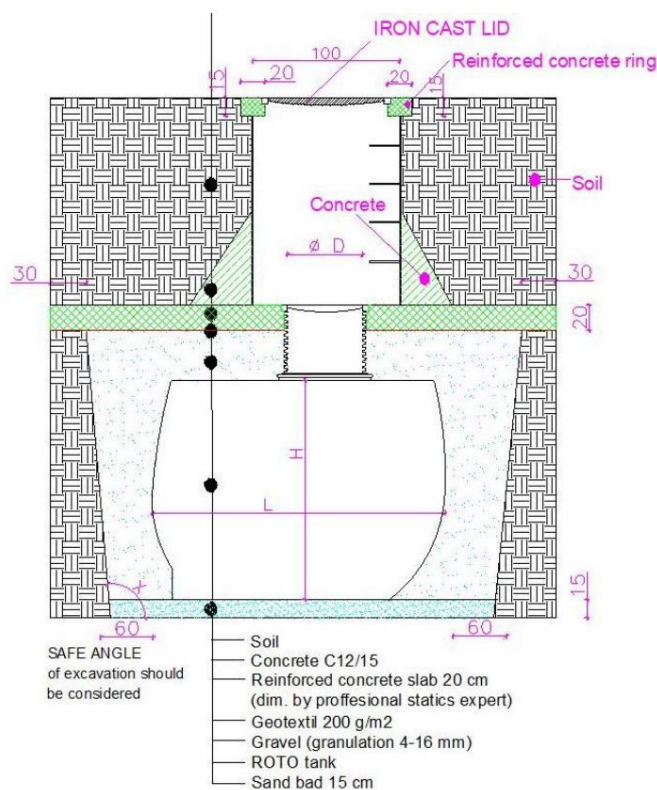 IRON CAST LID
100
Reinforced concrete ring
15
20
20
15
Soil
Concrete
ø D
30
30
20
H
L
x
15
60
60
SAFE ANGLE
of excavation should
be considered
Soil
Concrete C12/15
Reinforced concrete slab 20 cm
(dim. by proffesional statics expert)
Geotextil 200 g/m2
Gravel (granulation 4-16 mm)
ROTO tank
Sand bad 15 cm